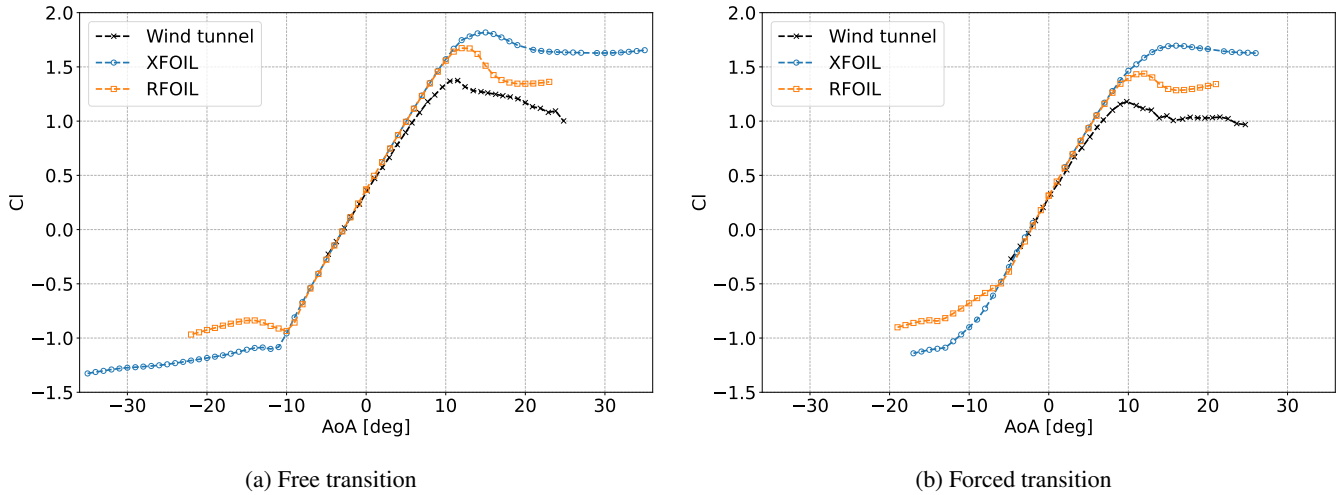 2.0
1.5
1.0
0.5
0.0
−0.5
−1.0
−1.5
Cl
Wind tunnel
XFOIL
RFOIL
−30 −20 −10 0 10 20 30
AoA [deg]
(a) Free transition
2.0
1.5
1.0
0.5
0.0
−0.5
−1.0
−1.5
Cl
Wind tunnel
XFOIL
RFOIL
−30 −20 −10 0 10 20 30
AoA [deg]
(b) Forced transition